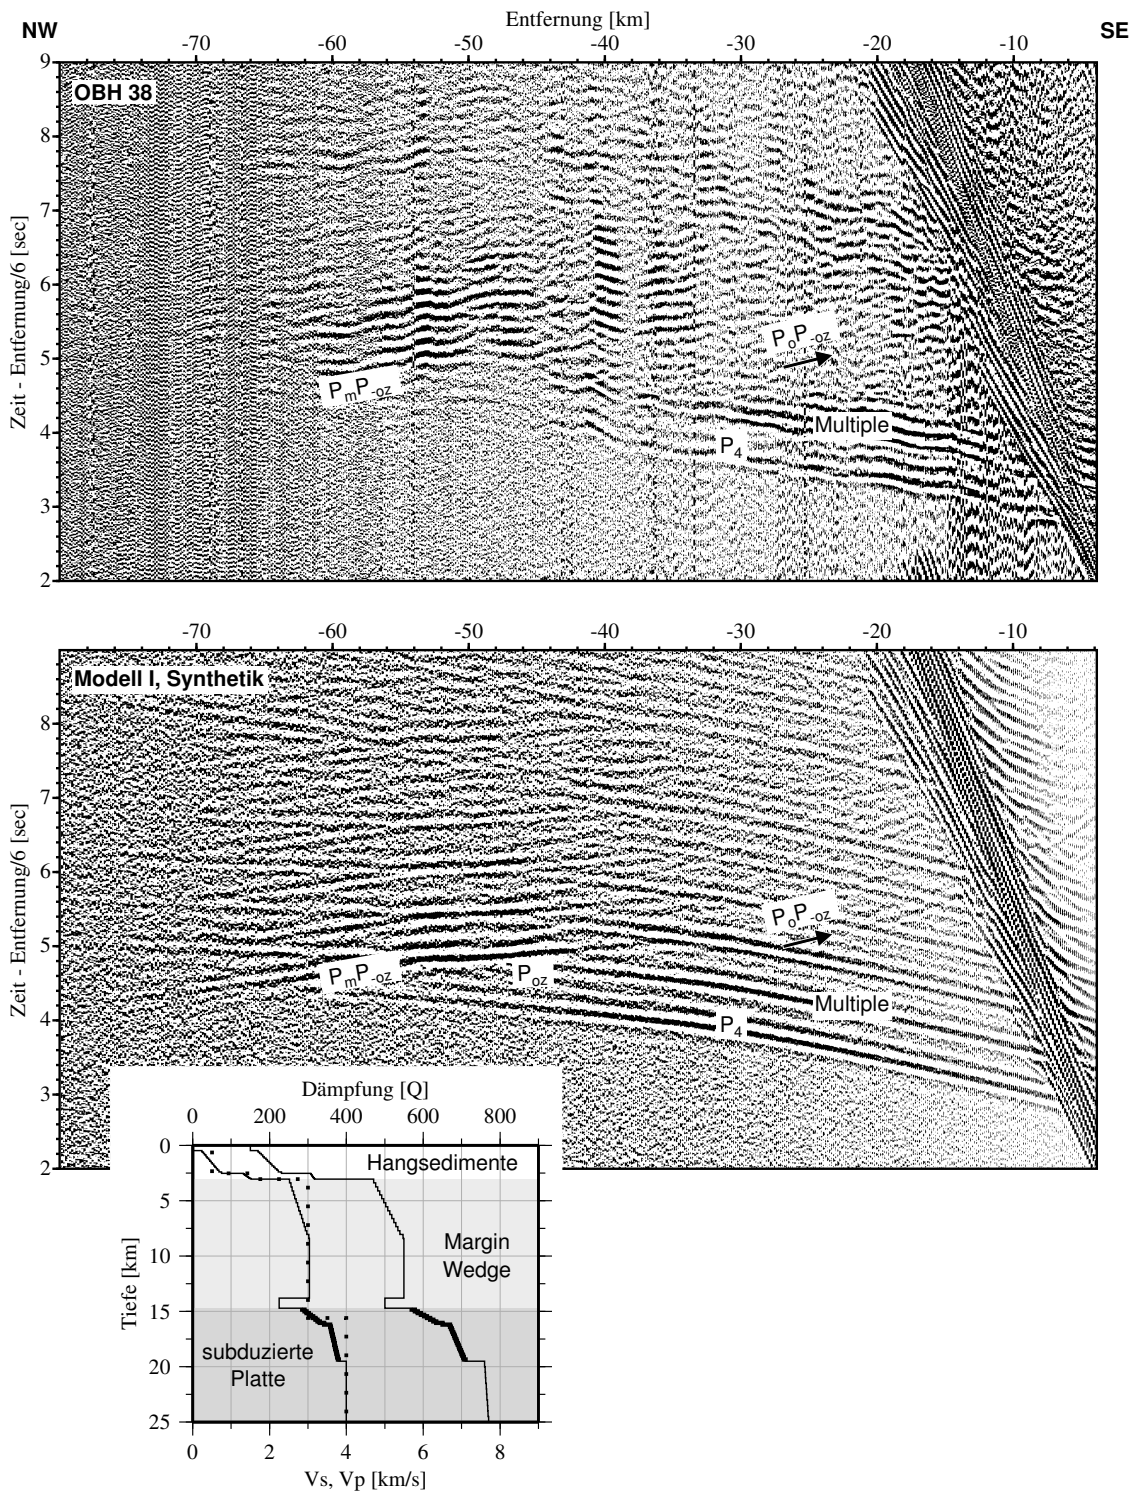 Entfernung [km]
NW
SE
-70 -60 -50 -40 -30 -20 -10
9
OBH 38
8
7
6
5
4
3
2
Zeit - Entfernung/6 [sec]
PoP-oz
PmP-oz
Multiple
P4
-70 -60 -50 -40 -30 -20 -10
Modell I, Synthetik
8
7
6
5
4
3
2
Zeit - Entfernung/6 [sec]
PoP-oz
PmP-oz
Poz
Multiple
P4
Dämpfung [Q]
0 200 400 600 800
0
Hangsedimente
5
Margin
Wedge
10
15
subduzierte
Platte
20
25
Tiefe [km]
0 2 4 6 8
Vs, Vp [km/s]